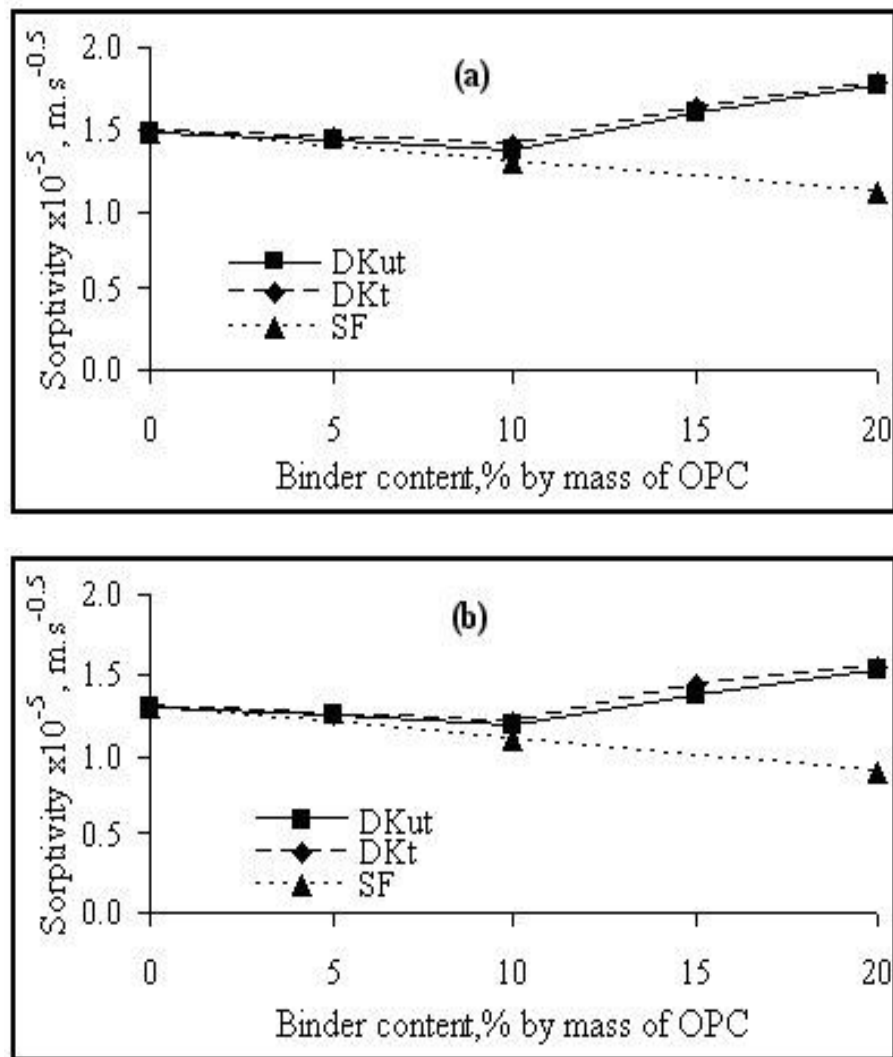 (a)
Sorptivity x10-5 , m.s-0.5
2.0
1.5
1.0
0.5
0.0
DKut
DKt
SF
0 5 10 15 20
Binder content,% by mass of OPC
(b)
Sorptivity x10-5 , m.s-0.5
2.0
1.5
1.0
0.5
0.0
DKut
DKt
SF
0 5 10 15 20
Binder content,% by mass of OPC